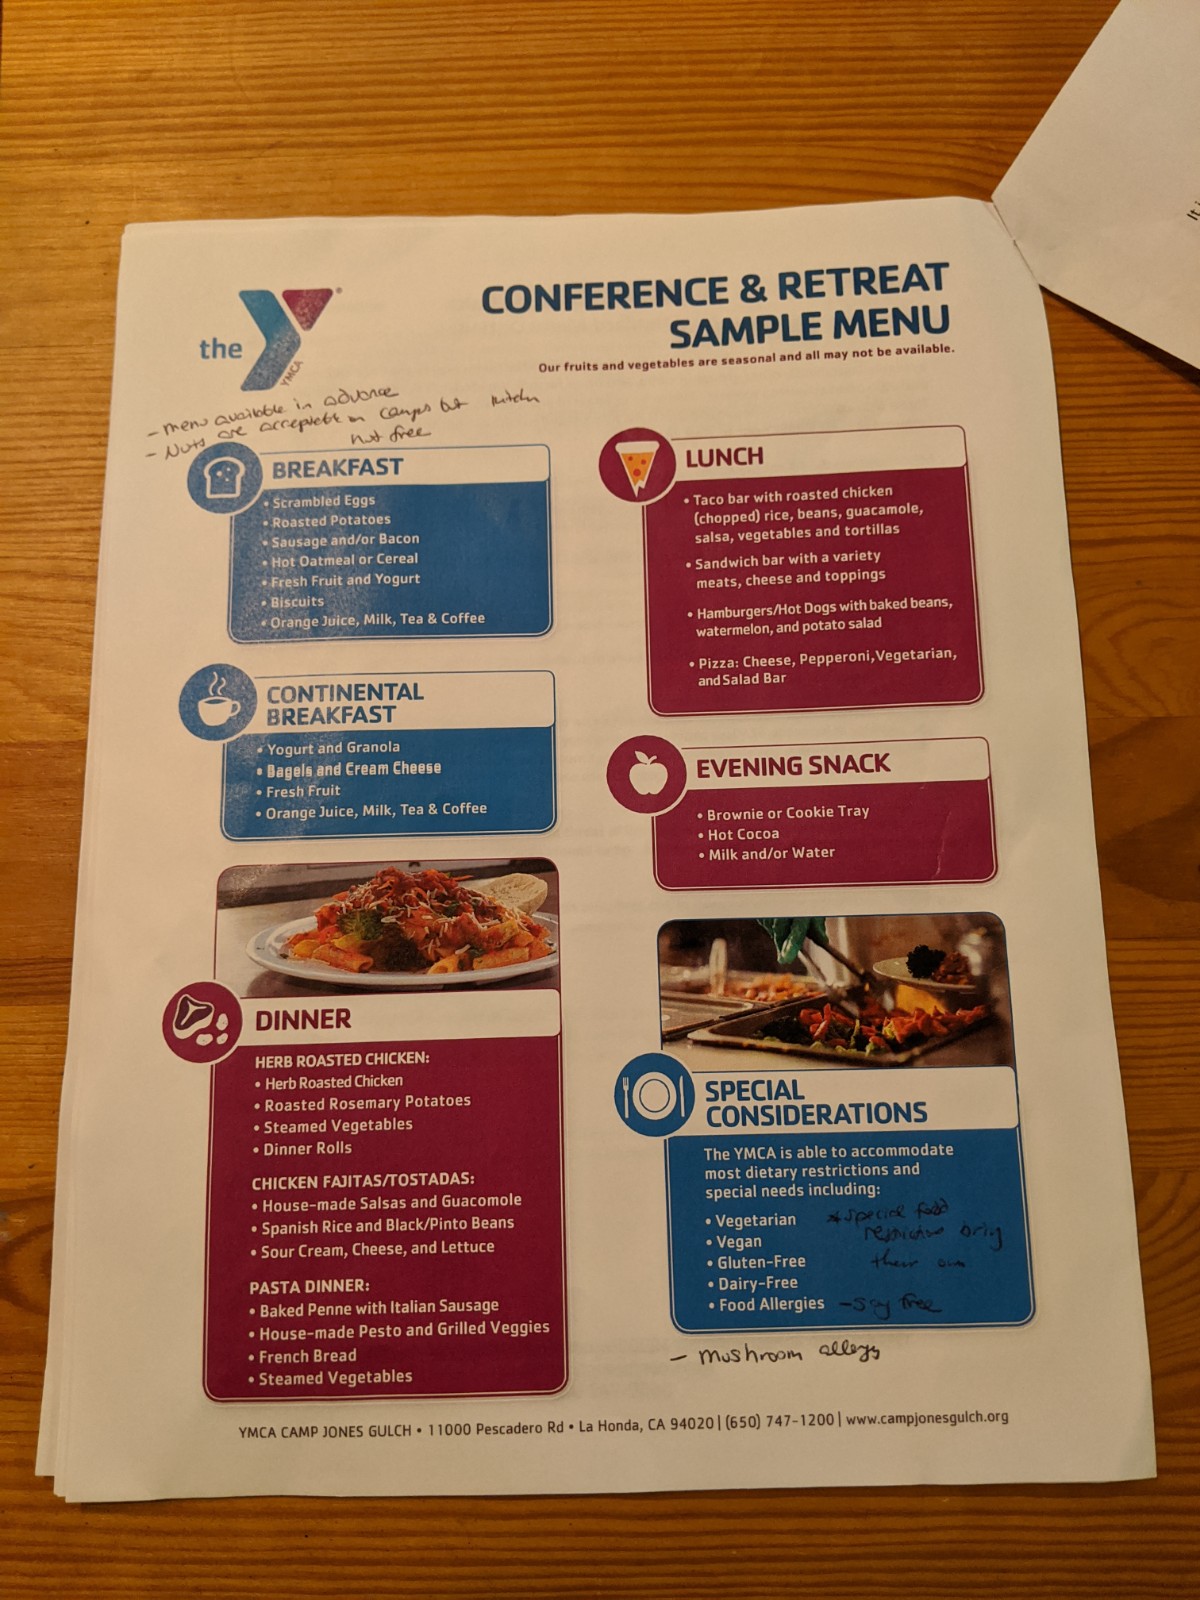 the
YMCA
CONFERENCE & RETREAT
SAMPLE MENU
Our fruits and vegetables are seasonal and all may not be available.
- menu available in advance
- Nuts are on campus but kitchen
nut free
BREAKFAST
• Scrambled Eggs
• Roasted Potatoes
• Sausage and/or Bacon
• Hot Oatmeal or Cereal
• Fresh Fruit and Yogurt
• Biscuits
• Orange Juice, Milk, Tea & Coffee
CONTINENTAL
BREAKFAST
• Yogurt and Granola
• Bagels and Cream Cheese
• Fresh Fruit
• Orange Juice, Milk, Tea & Coffee
DINNER
HERB ROASTED CHICKEN:
• Herb Roasted Chicken
• Roasted Rosemary Potatoes
• Steamed Vegetables
• Dinner Rolls
CHICKEN FAJITAS/TOSTADAS:
• House-made Salsas and Guacomole
• Spanish Rice and Black/Pinto Beans
• Sour Cream, Cheese, and Lettuce
PASTA DINNER:
• Baked Penne with Italian Sausage
• House-made Pesto and Grilled Veggies
• French Bread
• Steamed Vegetables
LUNCH
• Taco bar with roasted chicken
(chopped) rice, beans, guacamole,
salsa, vegetables and tortillas
• Sandwich bar with a variety
meats, cheese and toppings
• Hamburgers/Hot Dogs with baked beans,
watermelon, and potato salad
• Pizza: Cheese, Pepperoni, Vegetarian,
and Salad Bar
EVENING SNACK
• Brownie or Cookie Tray
• Hot Cocoa
• Milk and/or Water
SPECIAL
CONSIDERATIONS
The YMCA is able to accommodate
most dietary restrictions and
special needs including:
• Vegetarian
• Vegan
• Gluten-Free
• Dairy-Free
• Food Allergies
* special food
bring
their own
- soy free
- mushroom allergy
YMCA CAMP JONES GULCH • 11000 Pescadero Rd • La Honda, CA 94020 | (650) 747-1200 | www.campjonesgulch.org